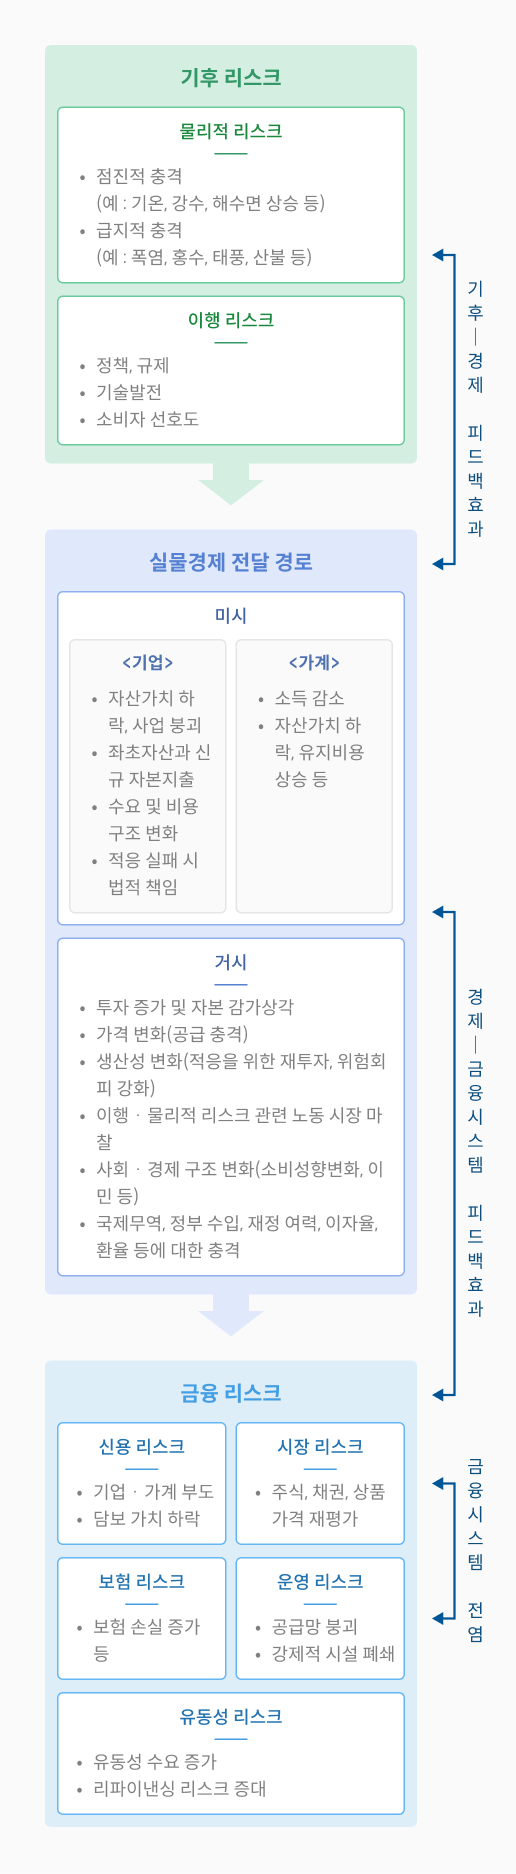 기후 리스크
물리적 리스크
• 점진적 충격
(예 : 기온, 강수, 해수면 상승 등)
• 급지적 충격
(예 : 폭염, 홍수, 태풍, 산불 등)
이행 리스크
• 정책, 규제
• 기술발전
• 소비자 선호도
기후—경제 피드백효과
실물경제 전달 경로
미시
<기업>
• 자산가치 하
락, 사업 붕괴
• 좌초자산과 신
규 자본지출
• 수요 및 비용
구조 변화
• 적응 실패 시
법적 책임
<가계>
• 소득 감소
• 자산가치 하
락, 유지비용
상승 등
거시
• 투자 증가 및 자본 감가상각
• 가격 변화(공급 충격)
• 생산성 변화(적응을 위한 재투자, 위험회
피 강화)
• 이행 · 물리적 리스크 관련 노동 시장 마
찰
• 사회 · 경제 구조 변화(소비성향변화, 이
민 등)
• 국제무역, 정부 수입, 재정 여력, 이자율,
환율 등에 대한 충격
경제—금융시스템 피드백효과
금융 리스크
신용 리스크
• 기업 · 가계 부도
• 담보 가치 하락
시장 리스크
• 주식, 채권, 상품
가격 재평가
보험 리스크
• 보험 손실 증가
등
운영 리스크
• 공급망 붕괴
• 강제적 시설 폐쇄
유동성 리스크
• 유동성 수요 증가
• 리파이낸싱 리스크 증대
금융시스템 전염